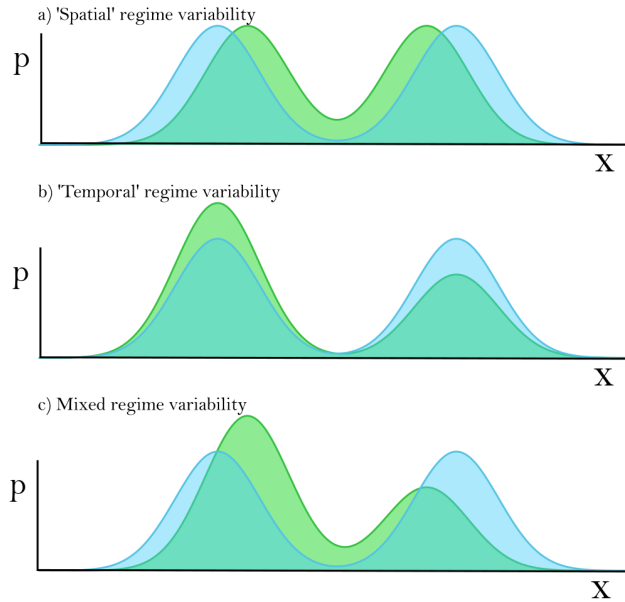 a) 'Spatial' regime variability
p
x
b) 'Temporal' regime variability
p
x
c) Mixed regime variability
p
x